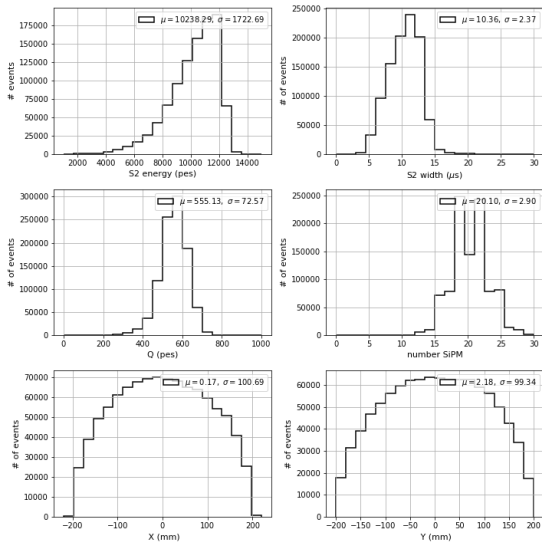 μ = 10238.29, σ = 1722.69
175000
150000
125000
100000
75000
50000
25000
0
# of events
2000 4000 6000 8000 10000 12000 14000
S2 energy (pes)
μ = 10.36, σ = 2.37
250000
200000
150000
100000
50000
0
# of events
0 5 10 15 20 25 30
S2 width (μs)
μ = 555.13, σ = 72.57
300000
250000
200000
150000
100000
50000
0
# of events
0 200 400 600 800 1000
Q (pes)
μ = 20.10, σ = 2.90
250000
200000
150000
100000
50000
0
# of events
0 5 10 15 20 25 30
number SiPM
μ = 0.17, σ = 100.69
70000
60000
50000
40000
30000
20000
10000
0
# of events
−200 −100 0 100 200
X (mm)
μ = 2.18, σ = 99.34
60000
50000
40000
30000
20000
10000
0
# of events
−200 −150 −100 −50 0 50 100 150 200
Y (mm)